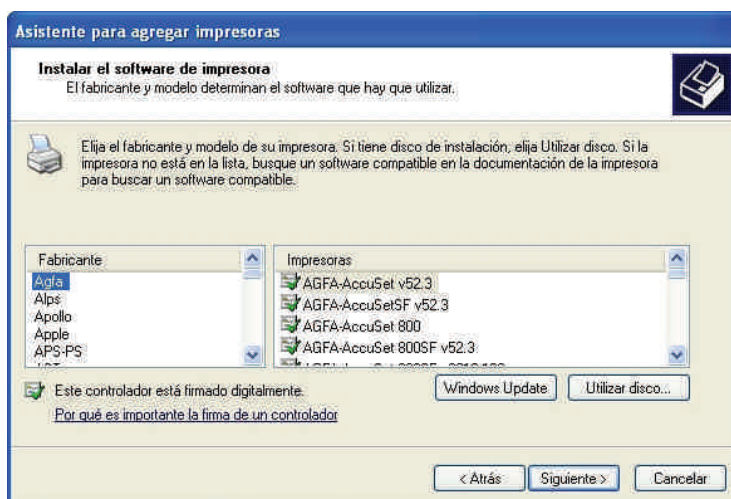 Asistente para agregar impresoras
Instalar el software de impresora
El fabricante y modelo determinan el software que hay que utilizar.
Elija el fabricante y modelo de su impresora. Si tiene disco de instalación, elija Utilizar disco. Si la
impresora no está en la lista, busque un software compatible en la documentación de la impresora
para buscar un software compatible.
Fabricante
Agfa
Alps
Apollo
Apple
APS-PS
Impresoras
AGFA-AccuSet v52.3
AGFA-AccuSetSF v52.3
AGFA-AccuSet 800
AGFA-AccuSet 800SF v52.3
Este controlador está firmado digitalmente.
Por qué es importante la firma de un controlador
Windows Update
Utilizar disco...
< Atrás
Siguiente >
Cancelar